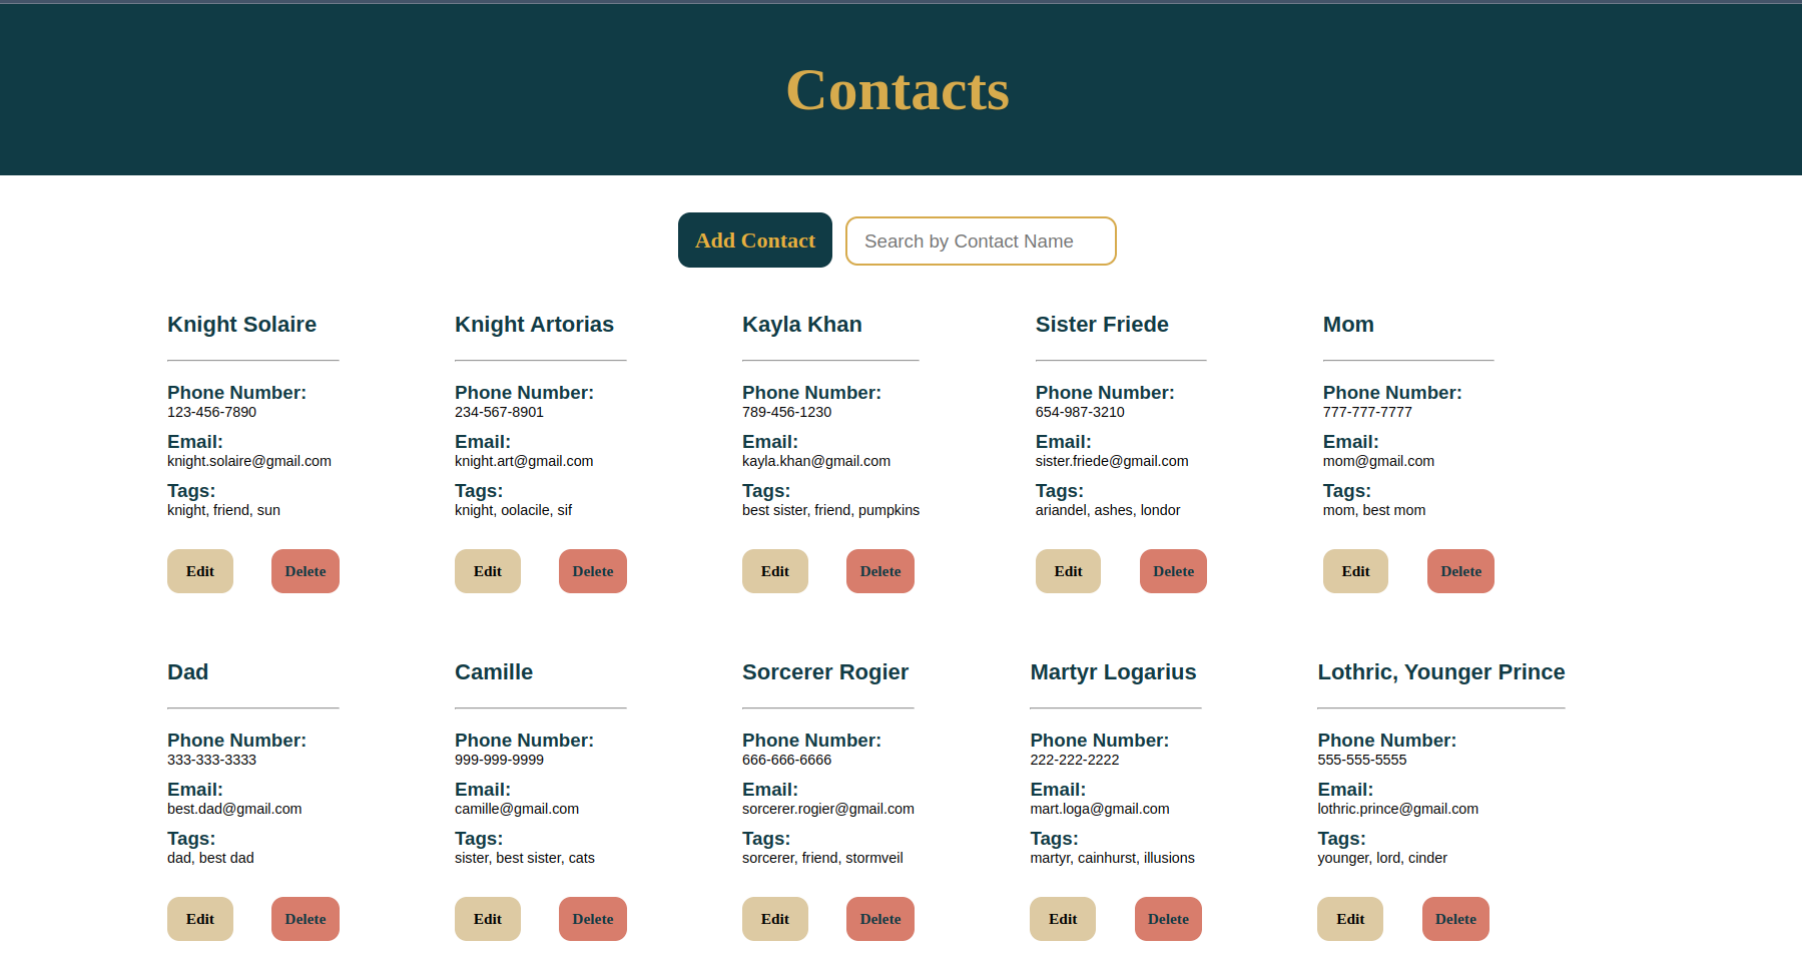 Contacts
Add Contact
Search by Contact Name
Knight Solaire
Phone Number:
123-456-7890
Email:
knight.solaire@gmail.com
Tags:
knight, friend, sun
Edit Delete
Knight Artorias
Phone Number:
234-567-8901
Email:
knight.art@gmail.com
Tags:
knight, oolacile, sif
Edit Delete
Kayla Khan
Phone Number:
789-456-1230
Email:
kayla.khan@gmail.com
Tags:
best sister, friend, pumpkins
Edit Delete
Sister Friede
Phone Number:
654-987-3210
Email:
sister.friede@gmail.com
Tags:
ariandel, ashes, londor
Edit Delete
Mom
Phone Number:
777-777-7777
Email:
mom@gmail.com
Tags:
mom, best mom
Edit Delete
Dad
Phone Number:
333-333-3333
Email:
best.dad@gmail.com
Tags:
dad, best dad
Edit Delete
Camille
Phone Number:
999-999-9999
Email:
camille@gmail.com
Tags:
sister, best sister, cats
Edit Delete
Sorcerer Rogier
Phone Number:
666-666-6666
Email:
sorcerer.rogier@gmail.com
Tags:
sorcerer, friend, stormveil
Edit Delete
Martyr Logarius
Phone Number:
222-222-2222
Email:
mart.loga@gmail.com
Tags:
martyr, cainhurst, illusions
Edit Delete
Lothric, Younger Prince
Phone Number:
555-555-5555
Email:
lothric.prince@gmail.com
Tags:
younger, lord, cinder
Edit Delete